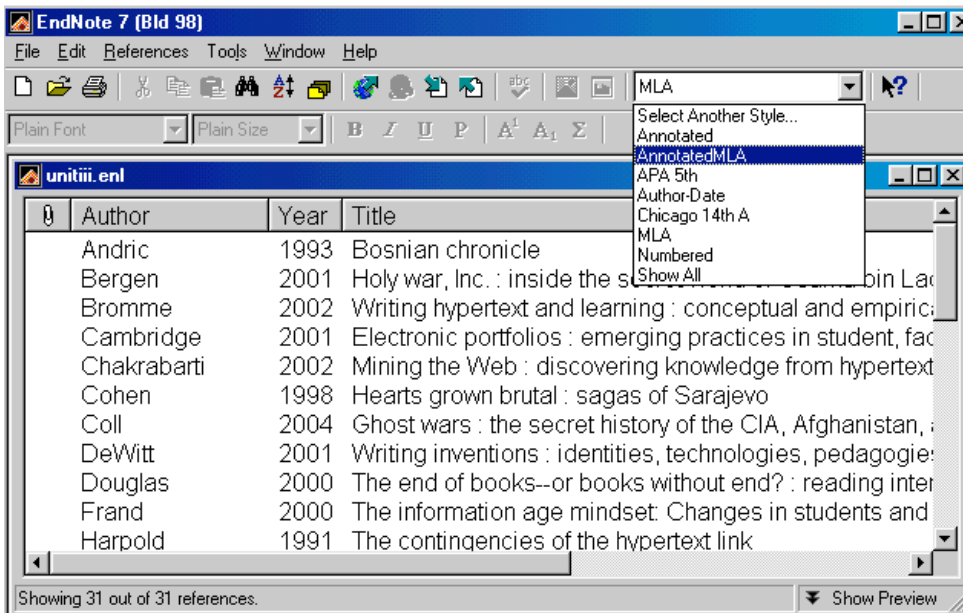 EndNote 7 (Bld 98)
File Edit References Tools Window Help
abc MLA ?
Plain Font Plain Size B I U P A¹ A₁ Σ
Select Another Style...
Annotated
AnnotatedMLA
APA 5th
Author-Date
Chicago 14th A
MLA
Numbered
Show All
unitiii.enl
Author Year Title
Andric 1993 Bosnian chronicle
Bergen 2001 Holy war, Inc. : inside the bin Lad
Bromme 2002 Writing hypertext and learning : conceptual and empirica
Cambridge 2001 Electronic portfolios : emerging practices in student, fac
Chakrabarti 2002 Mining the Web : discovering knowledge from hypertext
Cohen 1998 Hearts grown brutal : sagas of Sarajevo
Coll 2004 Ghost wars : the secret history of the CIA, Afghanistan,
DeWitt 2001 Writing inventions : identities, technologies, pedagogies
Douglas 2000 The end of books--or books without end? : reading inter
Frand 2000 The information age mindset: Changes in students and
Harpold 1991 The contingencies of the hypertext link
Showing 31 out of 31 references. Show Preview